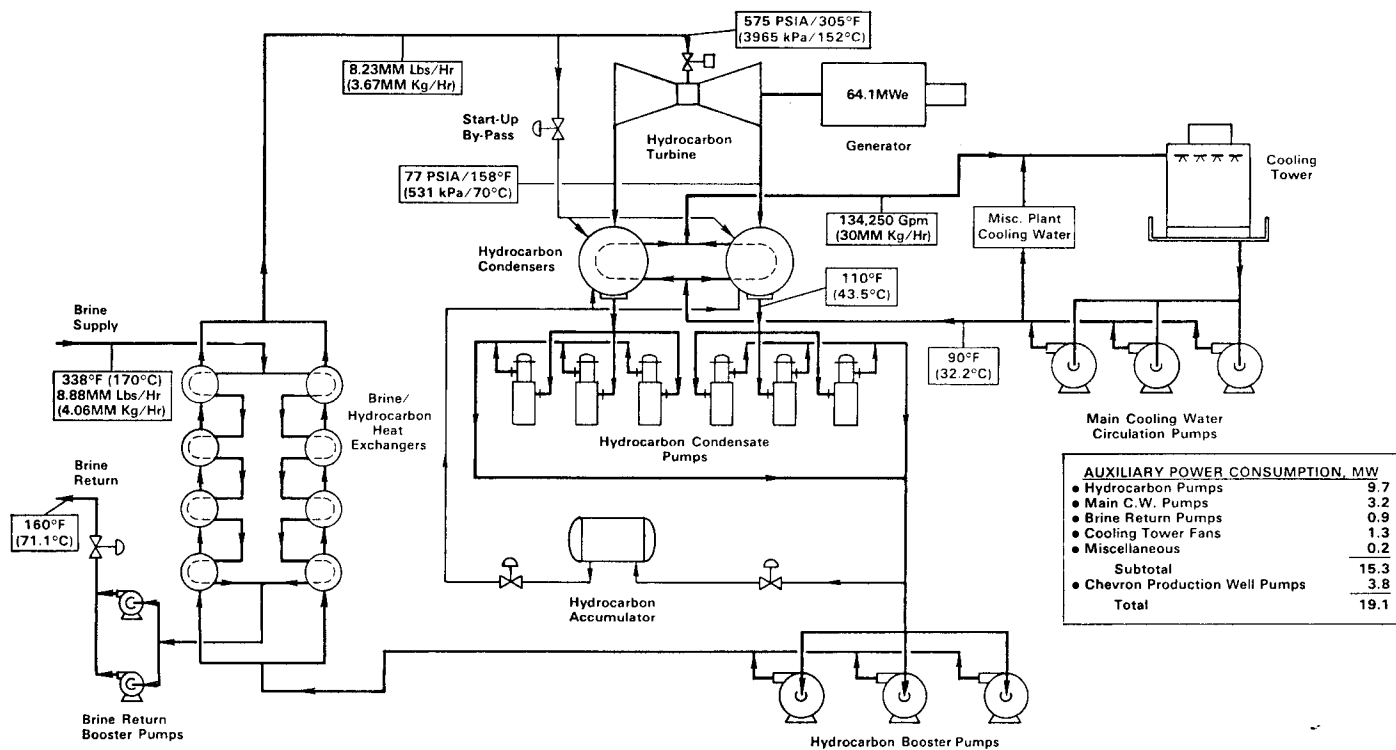 575 PSIA/305°F
(3965 kPa/152°C)
8.23MM Lbs/Hr
(3.67MM Kg/Hr)
64.1MWe
Start-Up
By-Pass
Hydrocarbon
Turbine
Generator
Cooling
Tower
77 PSIA/158°F
(531 kPa/70°C)
134,250 Gpm
(30MM Kg/Hr)
Misc. Plant
Cooling Water
Hydrocarbon
Condensers
110°F
(43.5°C)
Brine
Supply
338°F (170°C)
8.88MM Lbs/Hr
(4.06MM Kg/Hr)
90°F
(32.2°C)
Brine/
Hydrocarbon
Heat
Exchangers
Hydrocarbon Condensate
Pumps
Main Cooling Water
Circulation Pumps
Brine
Return
160°F
(71.1°C)
AUXILIARY POWER CONSUMPTION, MW
• Hydrocarbon Pumps 9.7
• Main C.W. Pumps 3.2
• Brine Return Pumps 0.9
• Cooling Tower Fans 1.3
• Miscellaneous 0.2
Subtotal 15.3
• Chevron Production Well Pumps 3.8
Total 19.1
Hydrocarbon
Accumulator
Brine Return
Booster Pumps
Hydrocarbon Booster Pumps